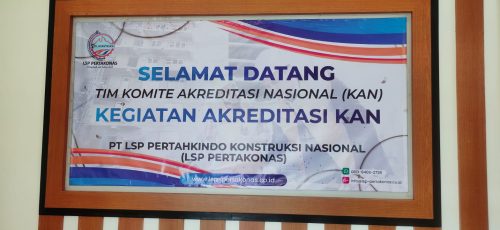 LSP PERTAKONAS
SELAMAT DATANG
TIM KOMITE AKREDITASI NASIONAL (KAN)
KEGIATAN AKREDITASI KAN
PT LSP PERTAHKINDO KONSTRUKSI NASIONAL
(LSP PERTAKONAS)